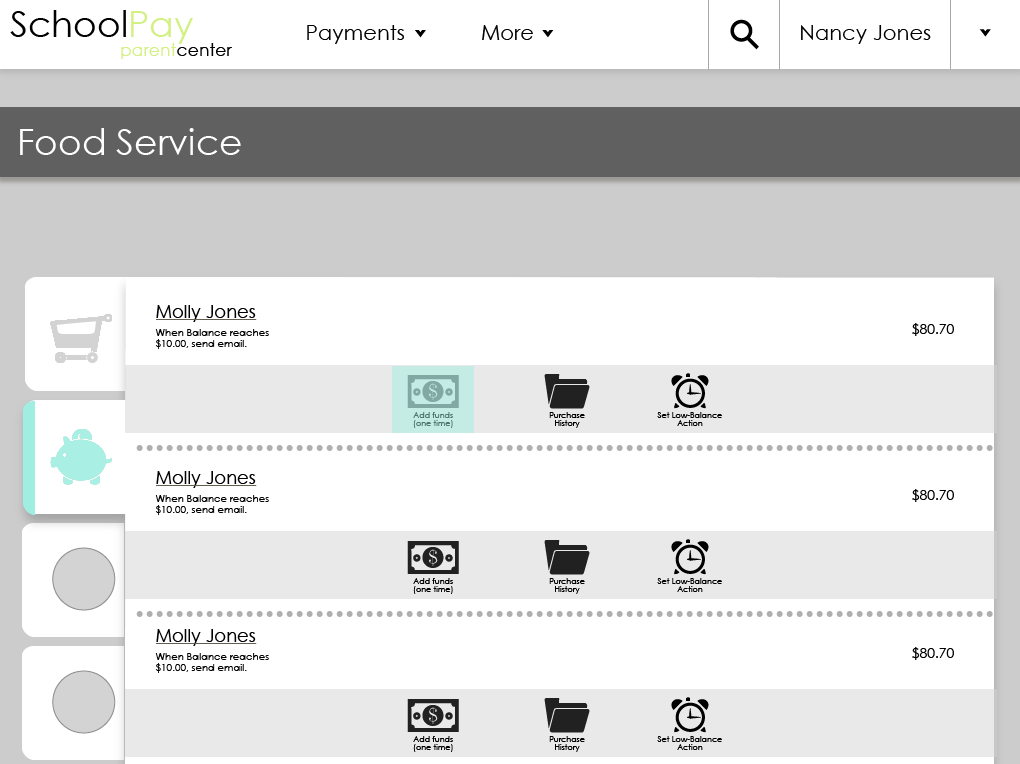 SchoolPay
parentcenter
Payments
More
Nancy Jones
Food Service
Molly Jones
When Balance reaches
$10.00, send email.
$80.70
Add funds
(one time)
Purchase
History
Set Low-Balance
Action
Molly Jones
When Balance reaches
$10.00, send email.
$80.70
Add funds
(one time)
Purchase
History
Set Low-Balance
Action
Molly Jones
When Balance reaches
$10.00, send email.
$80.70
Add funds
(one time)
Purchase
History
Set Low-Balance
Action